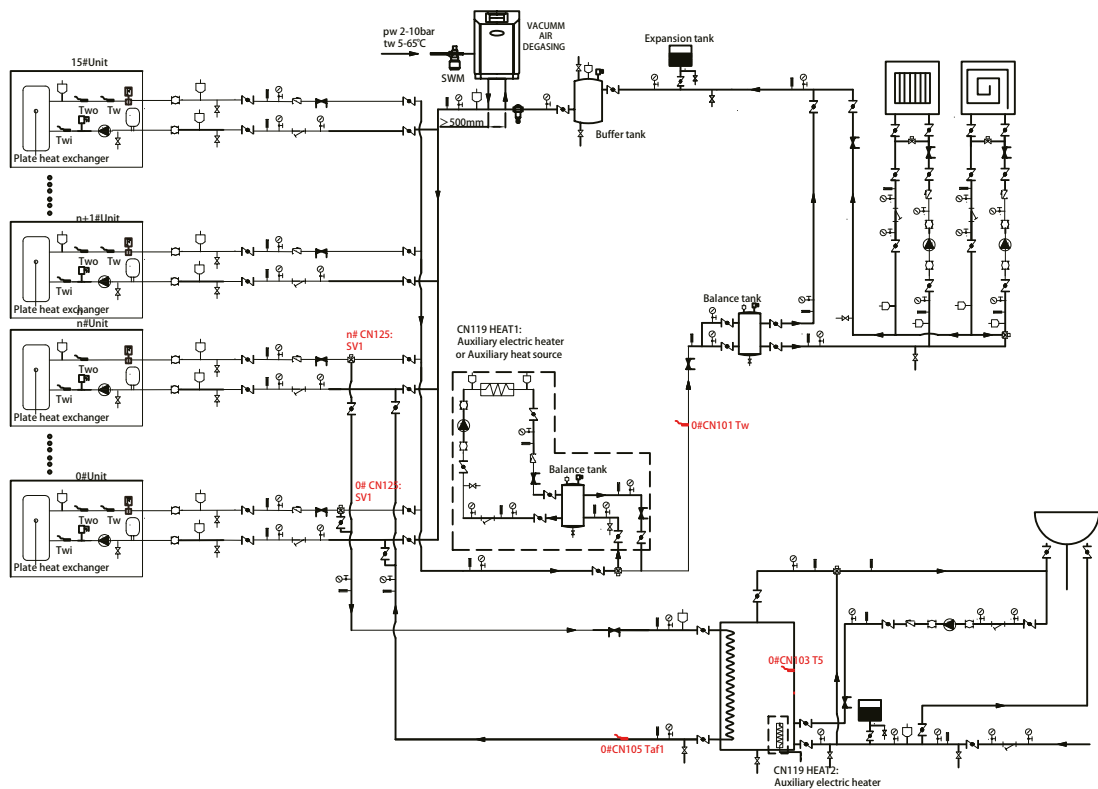 pw 2-10bar
tw 5-65℃
SWM
VACUMM
AIR
DEGASING
Expansion tank
15#Unit
Two
Tw
Twi
Plate heat exchanger
>500mm
Buffer tank
n+1#Unit
Two
Tw
Twi
Plate heat exchanger
n#Unit
Two
Twi
Plate heat exchanger
n# CN125:
SV1
CN119 HEAT1:
Auxiliary electric heater
or Auxiliary heat source
Balance tank
0#CN101 Tw
Balance tank
0#Unit
Two
Tw
Twi
Plate heat exchanger
0# CN125:
SV1
0#CN103 T5
0#CN105 Taf1
CN119 HEAT2:
Auxiliary electric heater